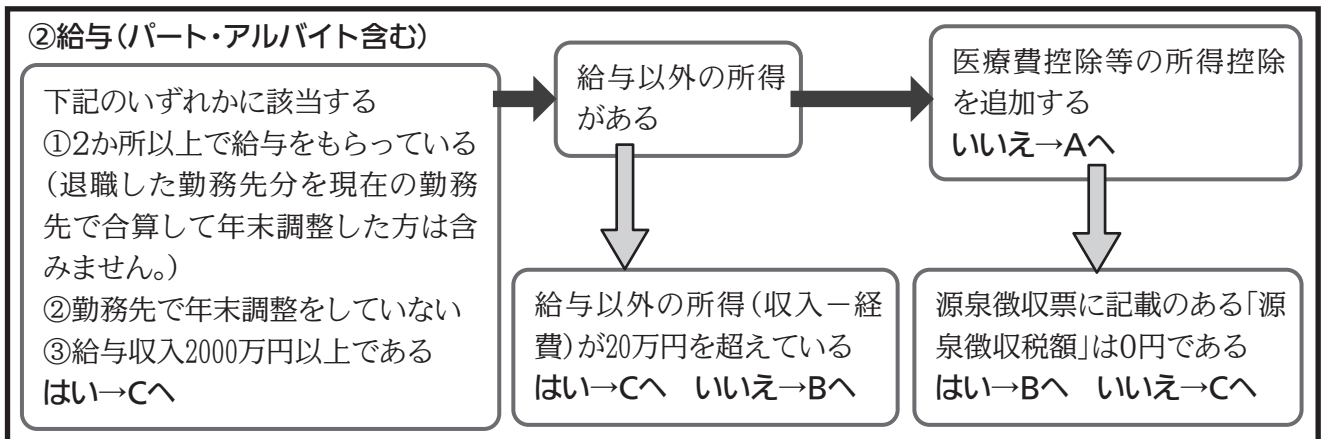 ②給与（パート・アルバイト含む）
下記のいずれかに該当する
①2か所以上で給与をもらっている
（退職した勤務先分を現在の勤務
先で合算して年末調整した方は含
みません。）
②勤務先で年末調整をしていない
③給与収入2000万円以上である
はい→Cへ
給与以外の所得
がある
医療費控除等の所得控除
を追加する
いいえ→Aへ
給与以外の所得（収入－経
費）が20万円を超えている
はい→Cへ　いいえ→Bへ
源泉徴収票に記載のある「源
泉徴収税額」は0円である
はい→Bへ　いいえ→Cへ